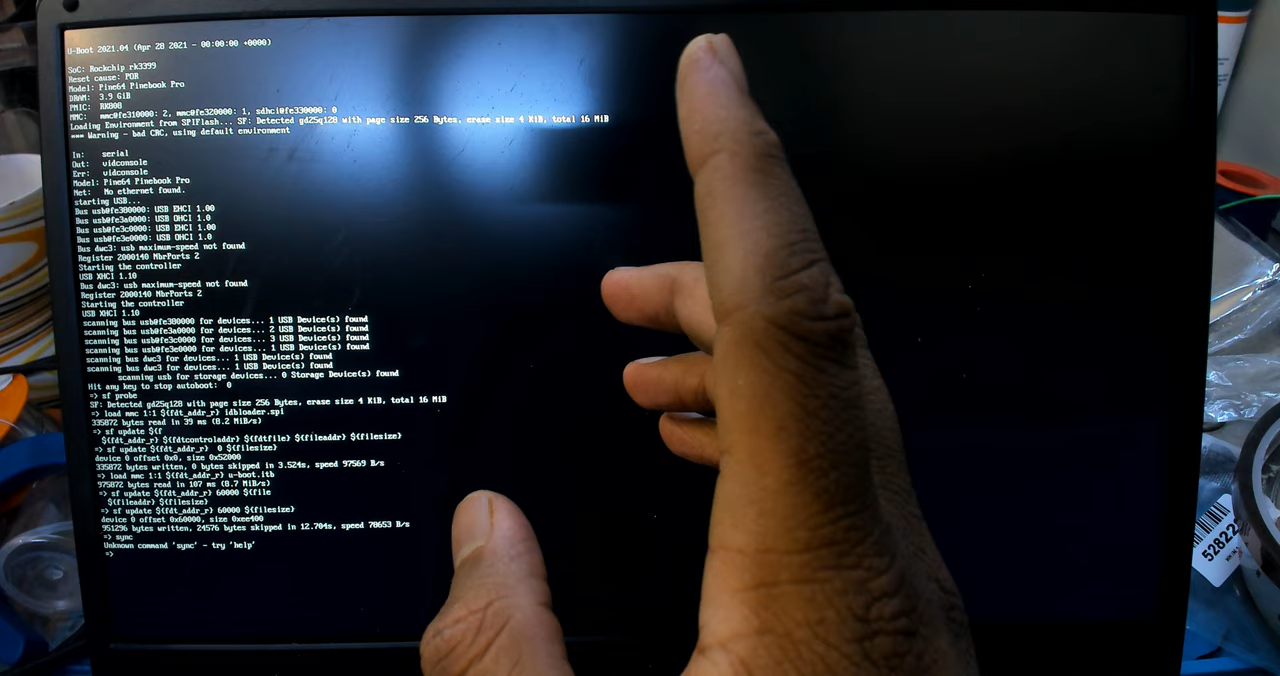 U-Boot 2021.04 (Apr 20 2021 - 00:00:00 +0000)
SoC: Rockchip rk3399
Reset cause: POR
Model: Pine64 Pinebook Pro
DRAM: 3.9 GiB
PMIC: RK808
MMC: mmc@fe310000: 2, mmc@fe320000: 1, sdhci@fe330000: 0
Loading Environment from SPIFlash... SF: Detected gd25q128 with page size 256 Bytes, erase size 4 KiB, total 16 MiB
*** Warning - bad CRC, using default environment
In: serial
Out: vidconsole
Err: vidconsole
Model: Pine64 Pinebook Pro
Net: No ethernet found.
starting USB...
Bus usb@fe380000: USB EHCI 1.00
Bus usb@fe3a0000: USB OHCI 1.0
Bus usb@fe3c0000: USB EHCI 1.00
Bus usb@fe3e0000: USB OHCI 1.0
Bus dwc3: usb maximum-speed not found
Register 2000140 NbrPorts 2
Starting the controller
USB XHCI 1.10
Bus dwc3: usb maximum-speed not found
Register 2000140 NbrPorts 2
Starting the controller
USB XHCI 1.10
scanning bus usb@fe380000 for devices... 1 USB Device(s) found
scanning bus usb@fe3a0000 for devices... 2 USB Device(s) found
scanning bus usb@fe3c0000 for devices... 3 USB Device(s) found
scanning bus usb@fe3e0000 for devices... 1 USB Device(s) found
scanning bus dwc3 for devices... 1 USB Device(s) found
scanning bus dwc3 for devices... 1 USB Device(s) found
scanning usb for storage devices... 0 Storage Device(s) found
Hit any key to stop autoboot: 0
=> sf probe
SF: Detected gd25q128 with page size 256 Bytes, erase size 4 KiB, total 16 MiB
=> load mmc 1:1 ${fdt_addr_r} idbloader.spi
335872 bytes read in 39 ms (8.2 MiB/s)
=> sf update ${f
${fdt_addr_r} ${fdtcontroladdr} ${fdtfile} ${fileaddr} ${filesize}
=> sf update ${fdt_addr_r} 0 ${filesize}
device 0 offset 0x0, size 0x52000
335872 bytes written, 0 bytes skipped in 3.524s, speed 97569 B/s
=> load mmc 1:1 ${fdt_addr_r} u-boot.itb
975872 bytes read in 107 ms (8.7 MiB/s)
=> sf update ${fdt_addr_r} 60000 ${file
${fileaddr} ${filesize}
=> sf update ${fdt_addr_r} 60000 ${filesize}
device 0 offset 0x60000, size 0xee400
951296 bytes written, 24576 bytes skipped in 12.704s, speed 78653 B/s
=> sync
Unknown command 'sync' - try 'help'
=>